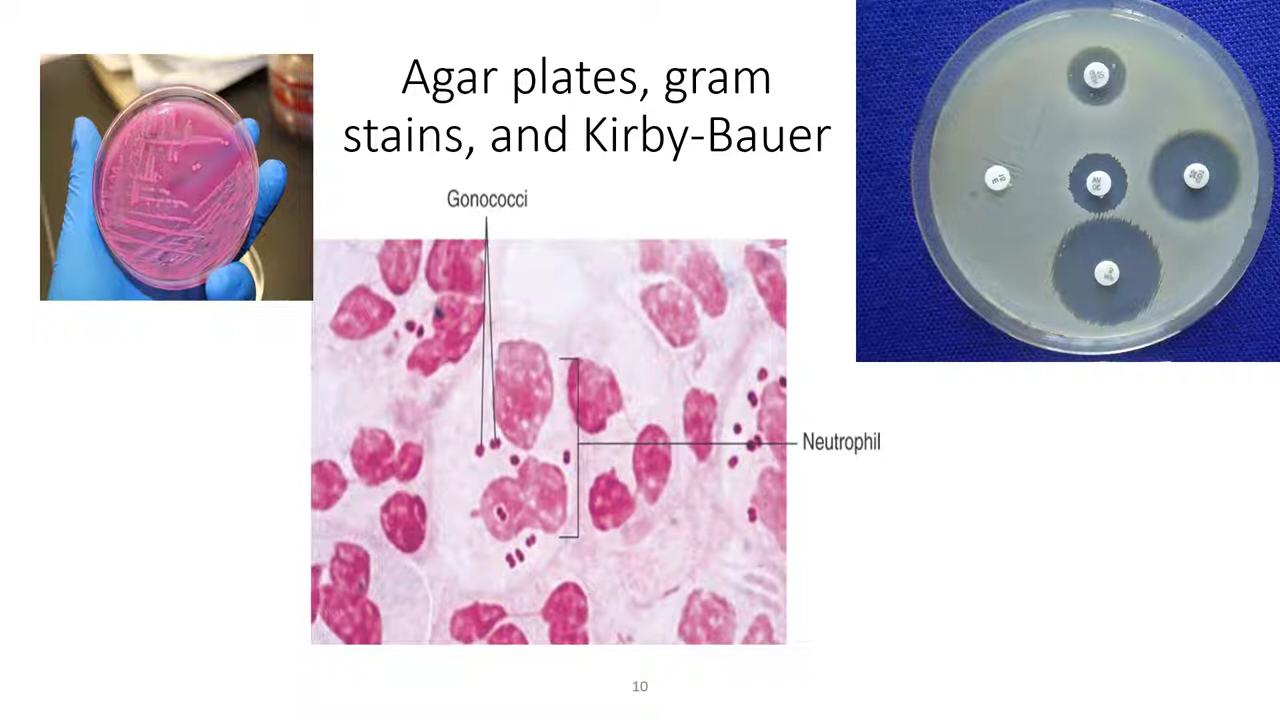 Agar plates, gram
stains, and Kirby-Bauer
Gonococci
Neutrophil
10